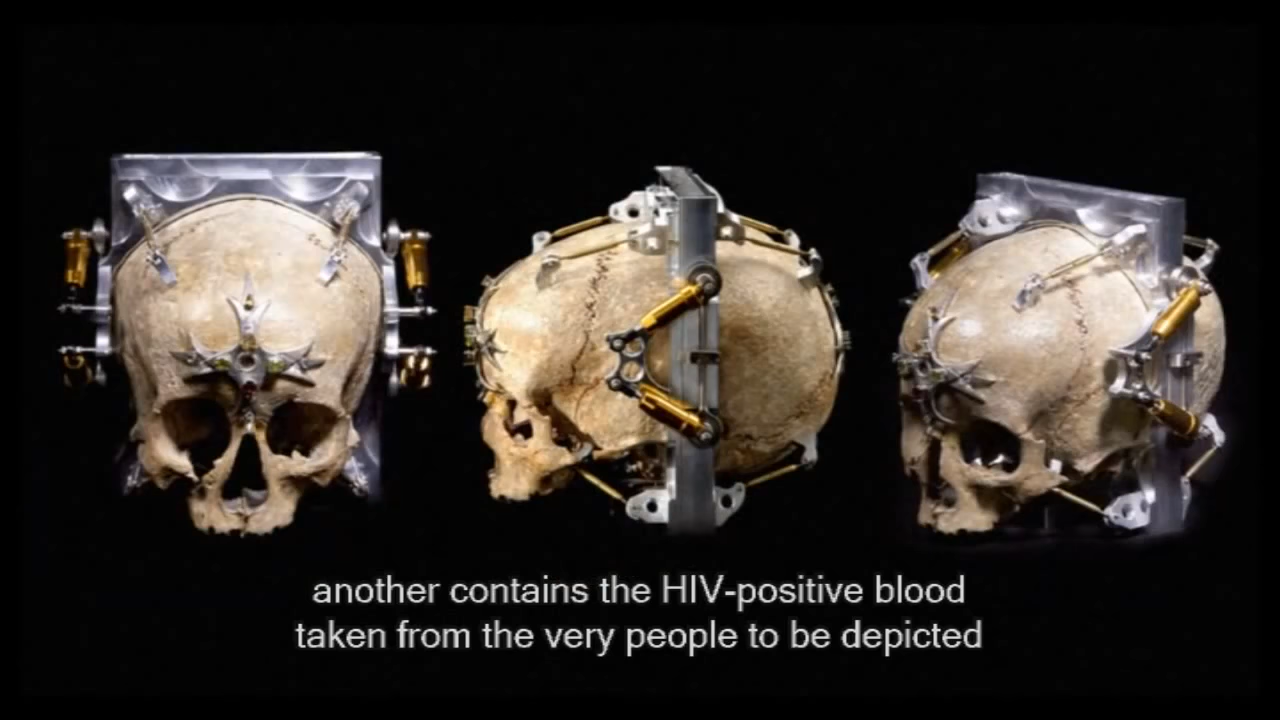 another contains the HIV-positive blood
taken from the very people to be depicted